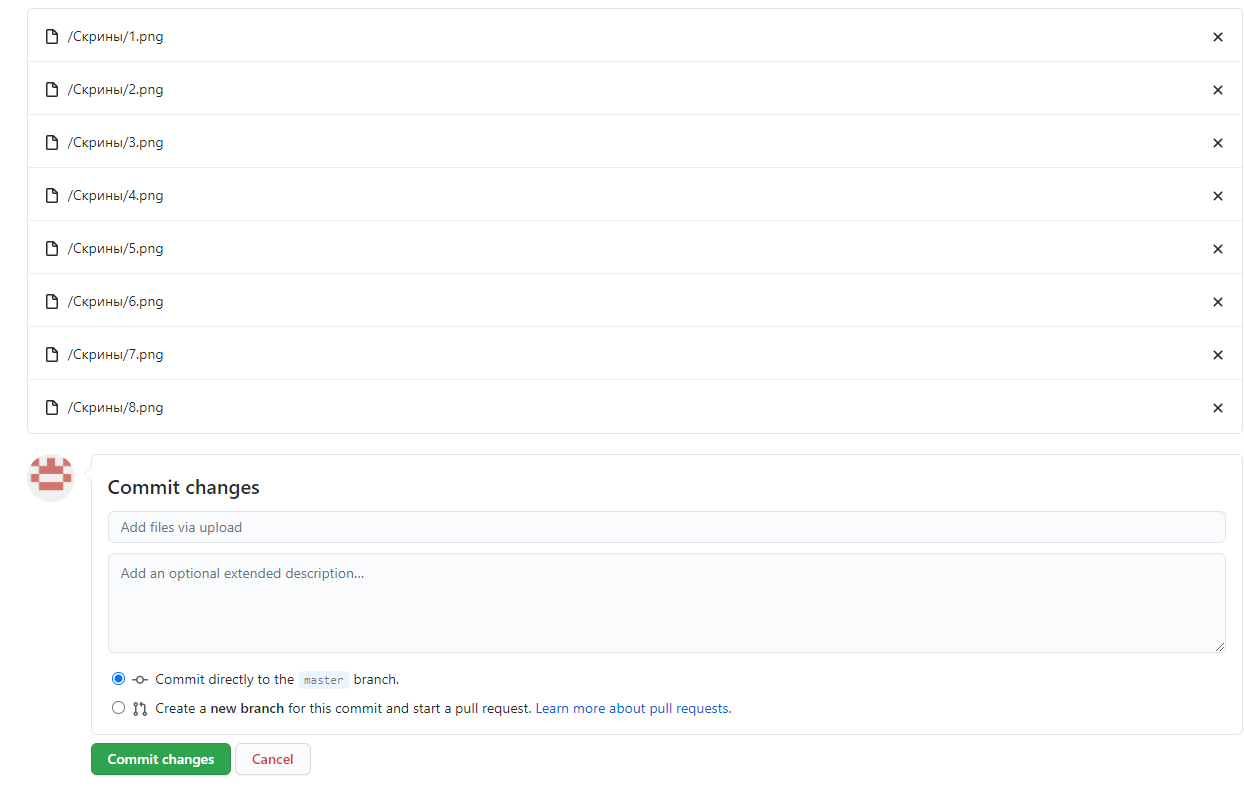 /Скрины/1.png
/Скрины/2.png
/Скрины/3.png
/Скрины/4.png
/Скрины/5.png
/Скрины/6.png
/Скрины/7.png
/Скрины/8.png
Commit changes
Add files via upload
Add an optional extended description...
Commit directly to the master branch.
Create a new branch for this commit and start a pull request. Learn more about pull requests.
Commit changes Cancel